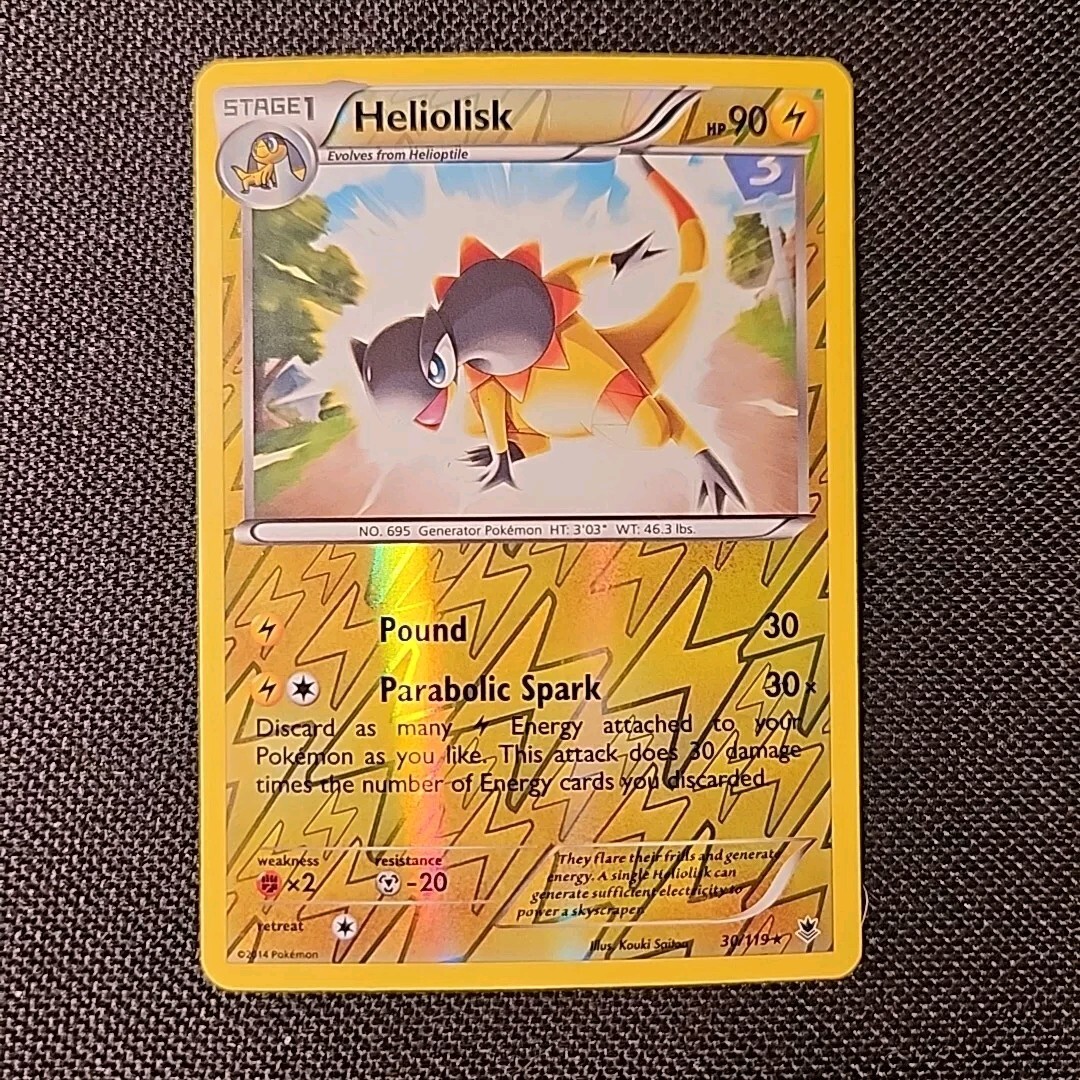 STAGE1
Heliolisk
HP 90
Evolves from Helioptile
3
NO. 695 Generator Pokémon HT: 3'03" WT: 46.3 lbs.
Pound 30
Parabolic Spark 30×
Discard as many Energy attached to your
Pokémon as you like. This attack does 30 damage
times the number of Energy cards you discarded.
weakness
×2
resistance
-20
They flare their frills and generate
energy. A single Heliolisk can
generate sufficient electricity to
power a skyscraper.
retreat
Illus. Kouki Saitou
30/119★
©2014 Pokémon